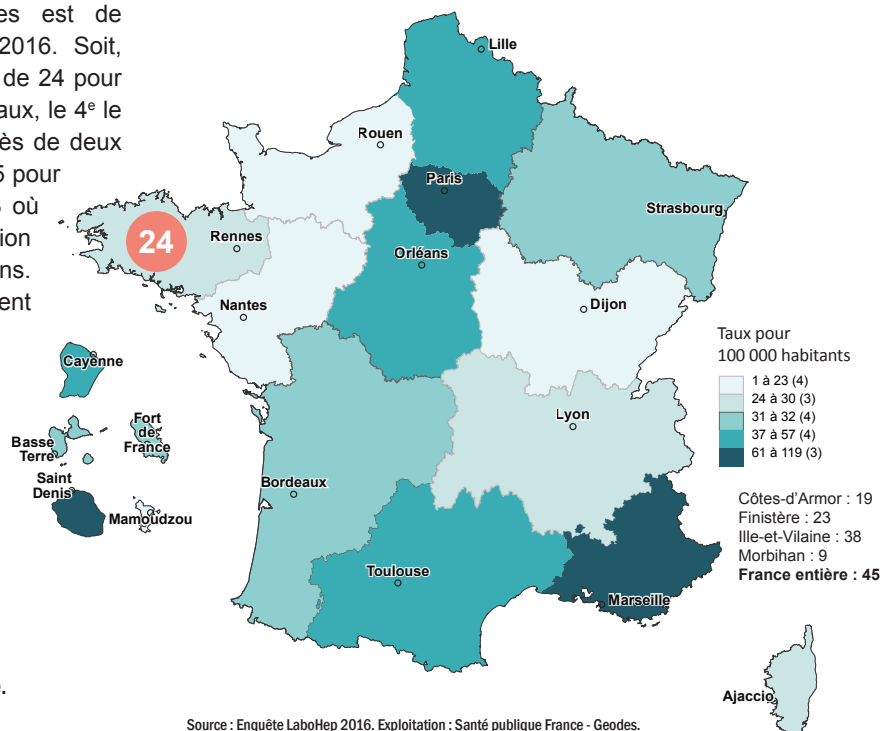 es est de
2016. Soit,
de 24 pour
aux, le 4e le
ès de deux
5 pour
où
ion
ns.
ent
Lille
Rouen
Paris
Strasbourg
24
Rennes
Orléans
Nantes
Dijon
Cayenne
Lyon
Fort
de
France
Basse
Terre
Saint
Denis
Mamoudzou
Bordeaux
Toulouse
Marseille
Ajaccio
Taux pour
100 000 habitants
1 à 23 (4)
24 à 30 (3)
31 à 32 (4)
37 à 57 (4)
61 à 119 (3)
Côtes-d'Armor : 19
Finistère : 23
Ille-et-Vilaine : 38
Morbihan : 9
France entière : 45
Source : Enquête LaboHep 2016. Exploitation : Santé publique France - Geodes.